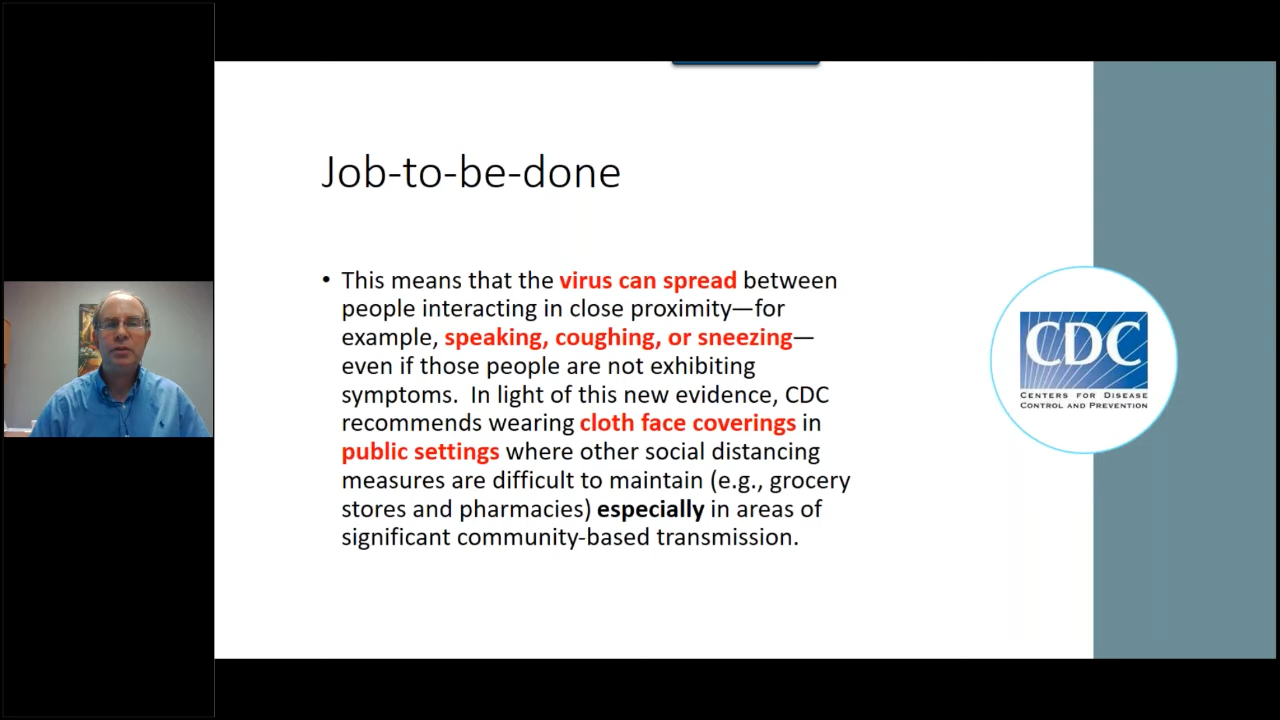 Job-to-be-done
• This means that the virus can spread between
people interacting in close proximity—for
example, speaking, coughing, or sneezing—
even if those people are not exhibiting
symptoms.  In light of this new evidence, CDC
recommends wearing cloth face coverings in
public settings where other social distancing
measures are difficult to maintain (e.g., grocery
stores and pharmacies) especially in areas of
significant community-based transmission.
CDC
CENTERS FOR DISEASE
CONTROL AND PREVENTION